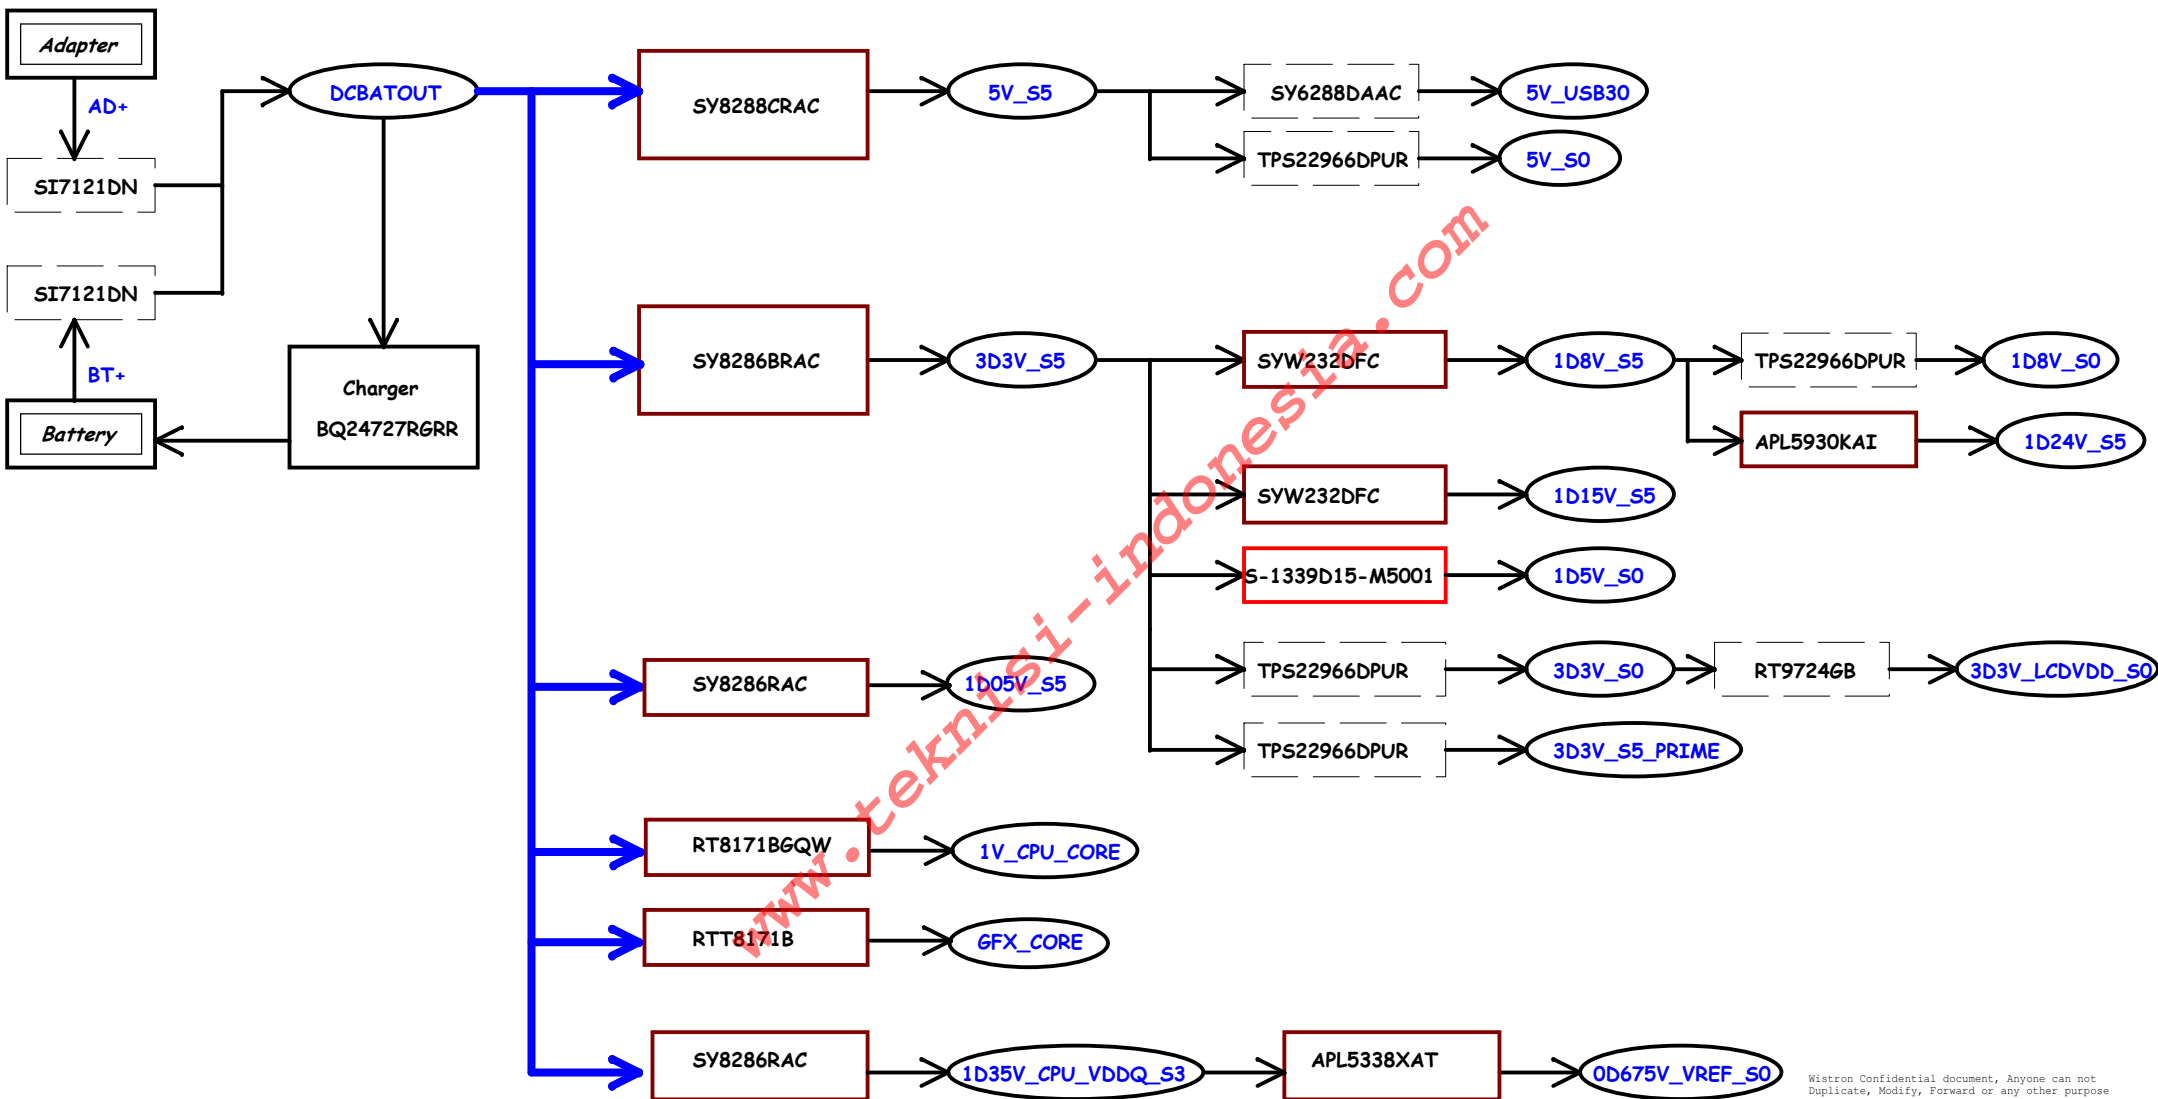 Adapter
AD+
SI7121DN
SI7121DN
BT+
Battery
DCBATOUT
Charger
BQ24727RGRR
SY8288CRAC
5V_S5
SY6288DAAC
5V_USB30
TPS22966DPUR
5V_S0
SY8286BRAC
3D3V_S5
SYW232DFC
1D8V_S5
TPS22966DPUR
1D8V_S0
APL5930KAI
1D24V_S5
SYW232DFC
1D15V_S5
S-1339D15-M5001
1D5V_S0
TPS22966DPUR
3D3V_S0
RT9724GB
3D3V_LCDVDD_S0
TPS22966DPUR
3D3V_S5_PRIME
SY8286RAC
1D05V_S5
RT8171BGQW
1V_CPU_CORE
RTT8171B
GFX_CORE
SY8286RAC
1D35V_CPU_VDDQ_S3
APL5338XAT
0D675V_VREF_S0
www.teknisi-indonesia.com
Wistron Confidential document, Anyone can not
Duplicate, Modify, Forward or any other purpose